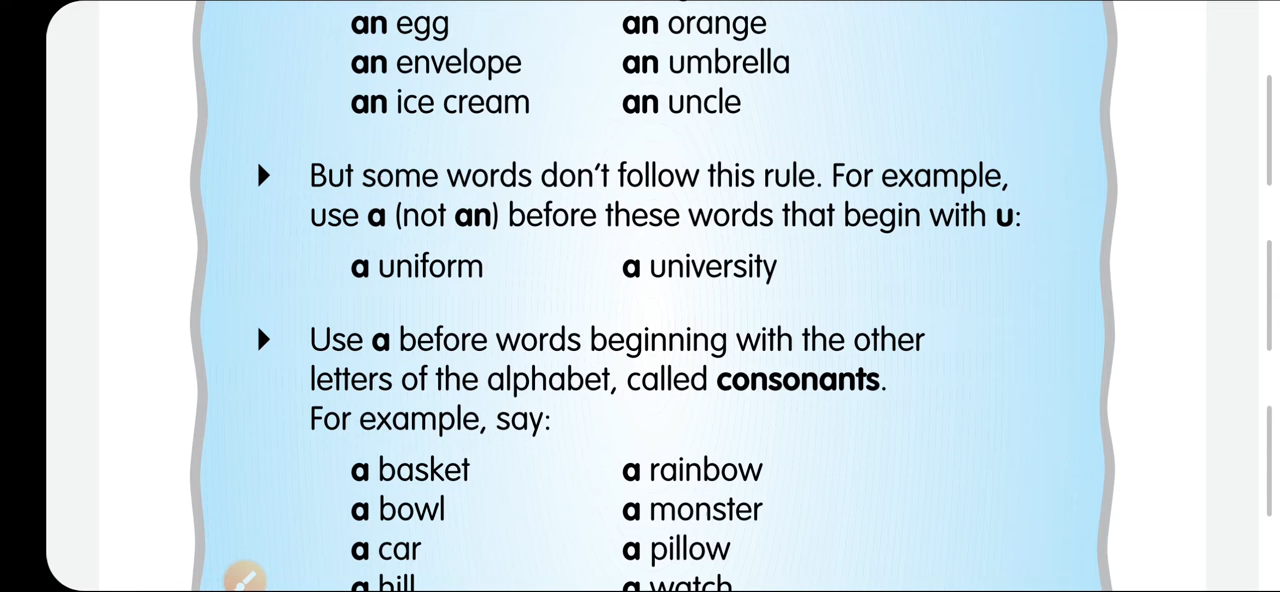 an egg an orange
an envelope an umbrella
an ice cream an uncle
But some words don't follow this rule. For example,
use a (not an) before these words that begin with u:
a uniform a university
Use a before words beginning with the other
letters of the alphabet, called consonants.
For example, say:
a basket a rainbow
a bowl a monster
a car a pillow
a hill a watch